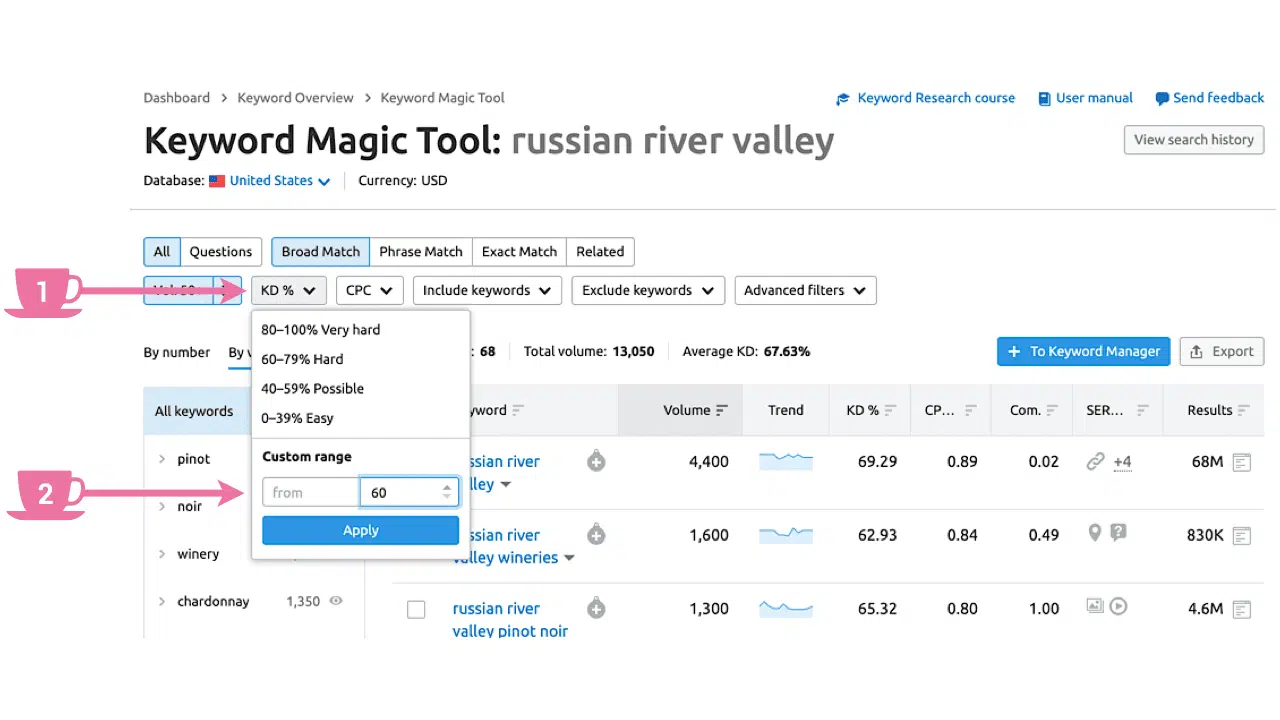 Dashboard > Keyword Overview > Keyword Magic Tool
Keyword Research course User manual Send feedback
Keyword Magic Tool: russian river valley
View search history
Database: United States Currency: USD
All Questions Broad Match Phrase Match Exact Match Related
1
KD % CPC Include keywords Exclude keywords Advanced filters
80–100% Very hard
60–79% Hard
40–59% Possible
0–39% Easy
By number By : 68 Total volume: 13,050 Average KD: 67.63%
+ To Keyword Manager Export
All keywords
yword Volume Trend KD % CP... Com. SER... Results
Custom range
pinot
ssian river 4,400 69.29 0.89 0.02 +4 68M
lley
2
from 60
noir
Apply
ssian river 1,600 62.93 0.84 0.49 830K
valley wineries
winery
chardonnay 1,350
russian river 1,300 65.32 0.80 1.00 4.6M
valley pinot noir